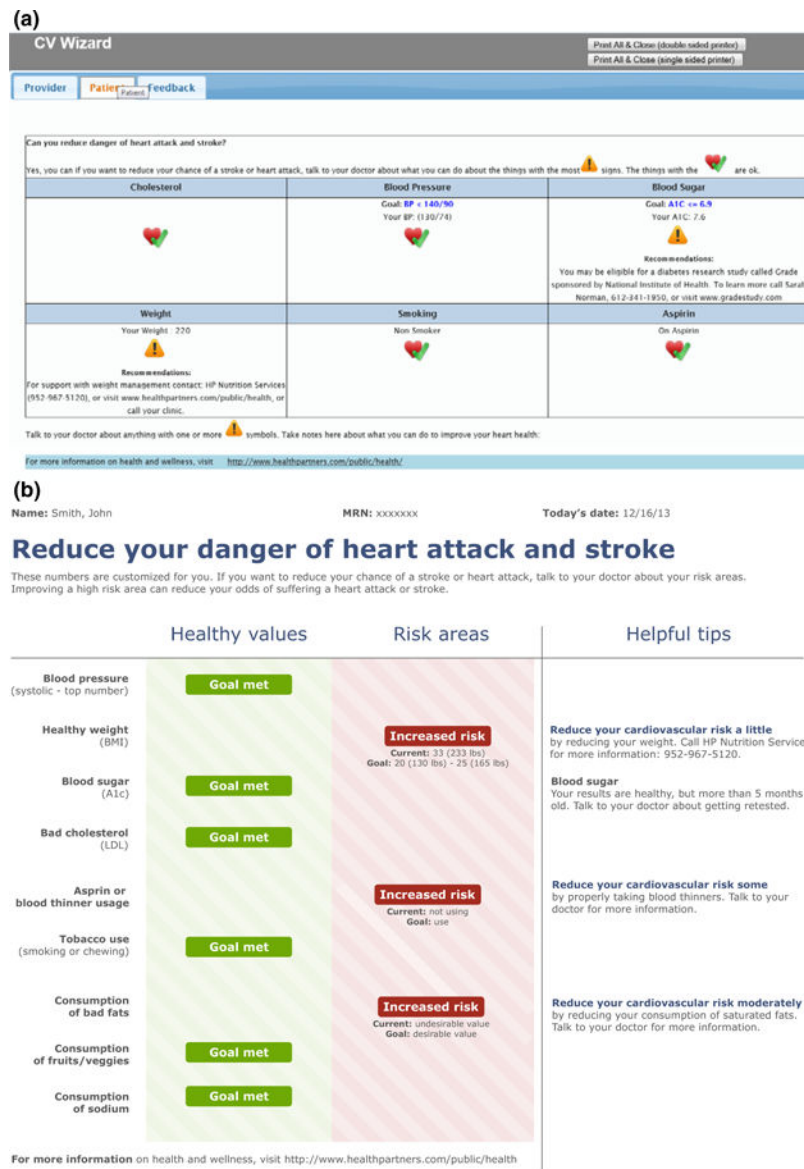 (a)
CV Wizard
Print All & Close (double sided printer)
Print All & Close (single sided printer)
Provider
Patient
Feedback
Patient
Can you reduce danger of heart attack and stroke?
Yes, you can if you want to reduce your chance of a stroke or heart attack, talk to your doctor about what you can do about the things with the most signs. The things with the are ok.
Cholesterol Blood Pressure Blood Sugar
Goal: BP < 140/90
Your BP: (130/74)
Goal: A1C <= 6.9
Your A1C: 7.6
Recommendations:
You may be eligible for a diabetes research study called Grade
sponsored by National Institute of Health. To learn more call Sarah
Norman, 612-341-1950, or visit www.gradestudy.com
Weight Smoking Aspirin
Your Weight : 220
Recommendations:
For support with weight management contact: HP Nutrition Services
(952-967-5120), or visit www.healthpartners.com/public/health, or
call your clinic.
Non Smoker
On Aspirin
Talk to your doctor about anything with one or more symbols. Take notes here about what you can do to improve your heart health:
For more information on health and wellness, visit http://www.healthpartners.com/public/health/
(b)
Name: Smith, John MRN: xxxxxxx Today's date: 12/16/13
Reduce your danger of heart attack and stroke
These numbers are customized for you. If you want to reduce your chance of a stroke or heart attack, talk to your doctor about your risk areas.
Improving a high risk area can reduce your odds of suffering a heart attack or stroke.
Healthy values Risk areas Helpful tips
Blood pressure
(systolic - top number)
Goal met
Healthy weight
(BMI)
Increased risk
Current: 33 (233 lbs)
Goal: 20 (130 lbs) - 25 (165 lbs)
Reduce your cardiovascular risk a little
by reducing your weight. Call HP Nutrition Service
for more information: 952-967-5120.
Blood sugar
(A1c)
Goal met
Blood sugar
Your results are healthy, but more than 5 months
old. Talk to your doctor about getting retested.
Bad cholesterol
(LDL)
Goal met
Asprin or
blood thinner usage
Increased risk
Current: not using
Goal: use
Reduce your cardiovascular risk some
by properly taking blood thinners. Talk to your
doctor for more information.
Tobacco use
(smoking or chewing)
Goal met
Consumption
of bad fats
Increased risk
Current: undesirable value
Goal: desirable value
Reduce your cardiovascular risk moderately
by reducing your consumption of saturated fats.
Talk to your doctor for more information.
Consumption
of fruits/veggies
Goal met
Consumption
of sodium
Goal met
For more information on health and wellness, visit http://www.healthpartners.com/public/health